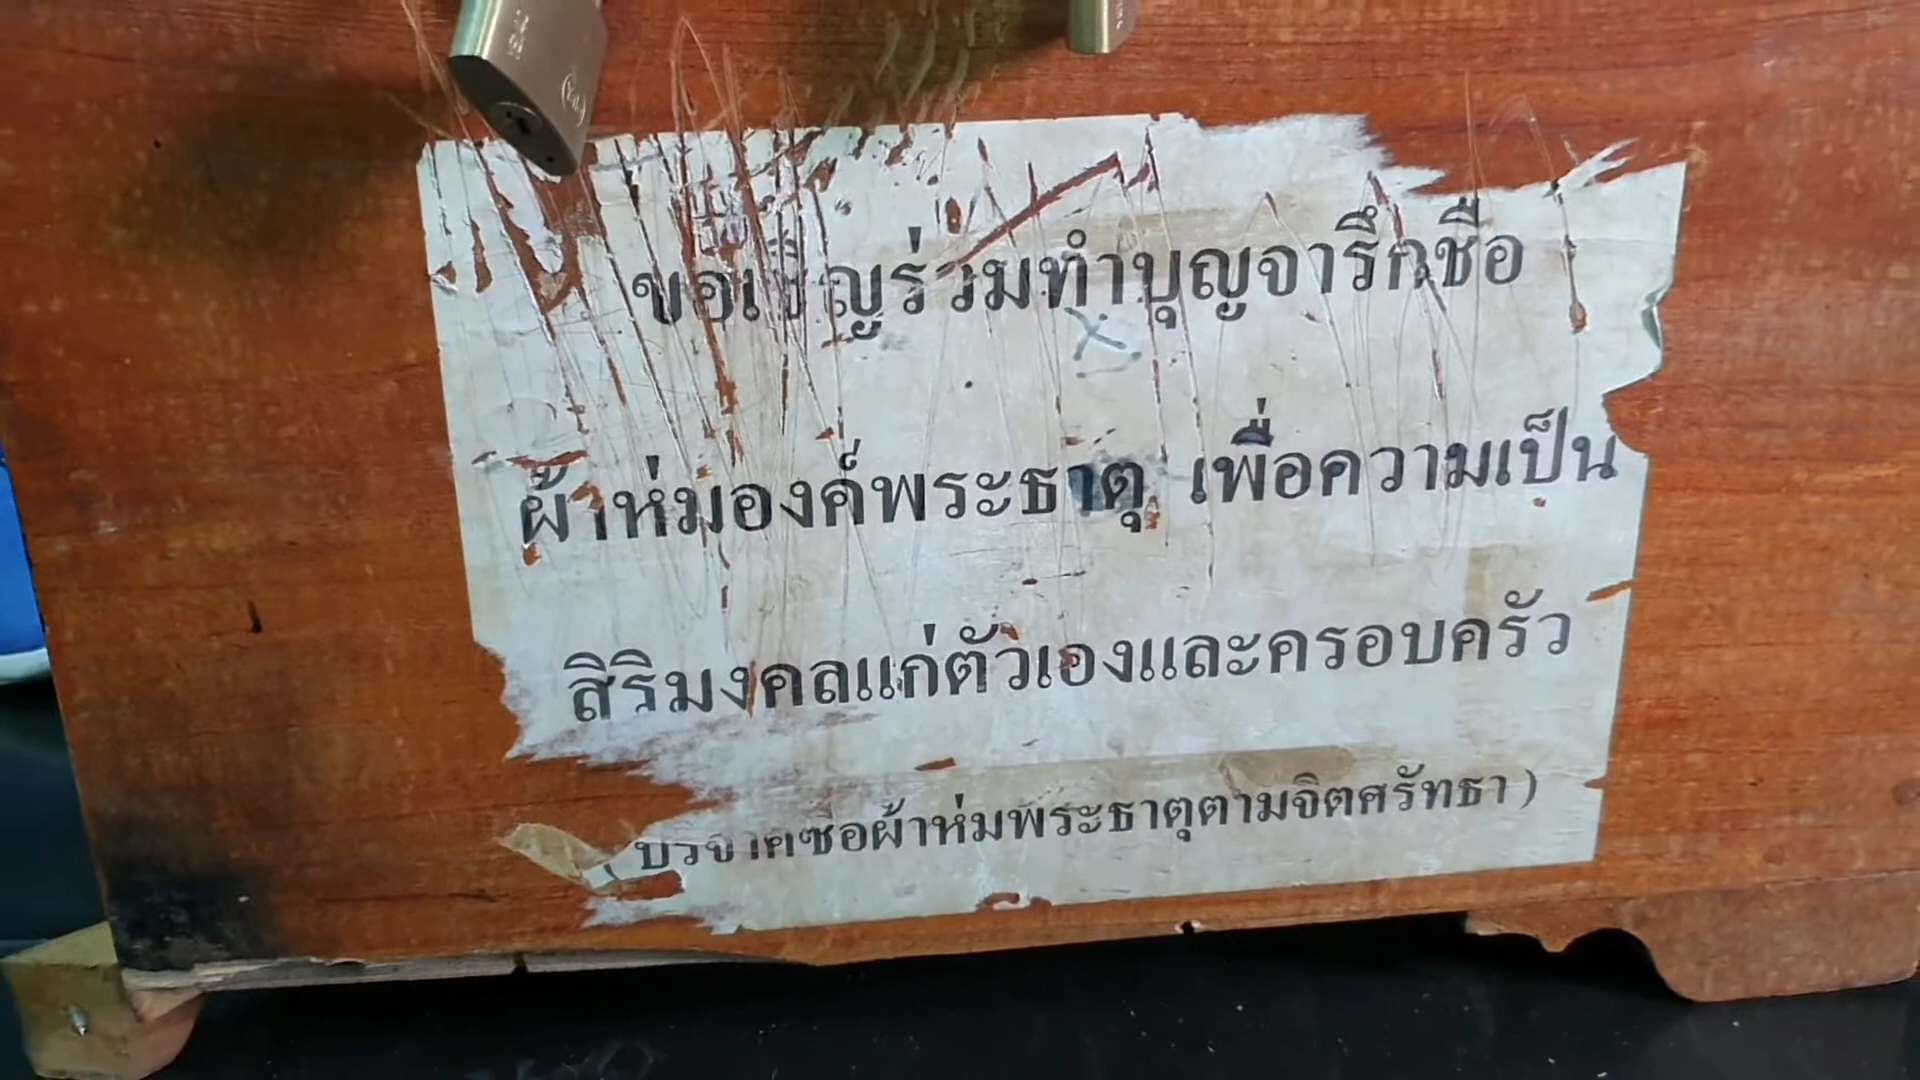 ขอเชิญร่วมทำบุญจารึกชื่อ
ผ้าห่มองค์พระธาตุ เพื่อความเป็น
สิริมงคลแก่ตัวเองและครอบครัว
บริจาคซื้อผ้าห่มพระธาตุตามจิตศรัทธา )